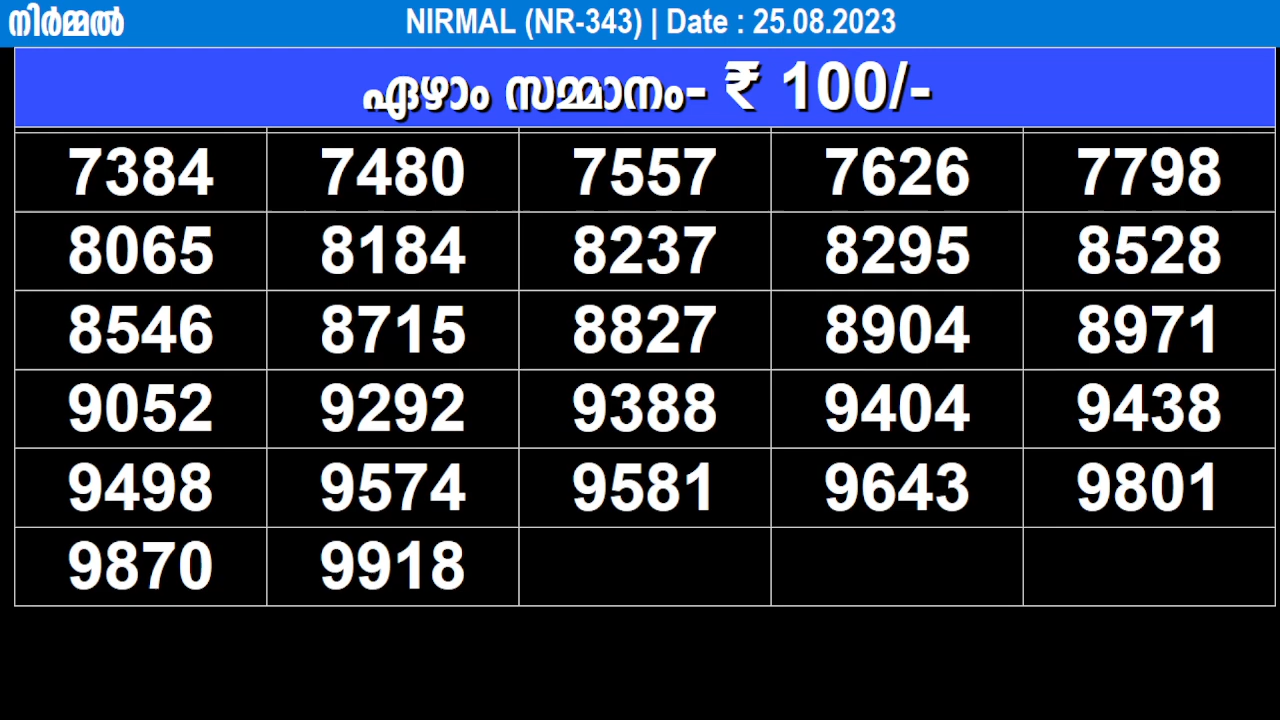 നിർമ്മൽ NIRMAL (NR-343) | Date : 25.08.2023
ഏഴാം സമ്മാനം- ₹ 100/-
7384 7480 7557 7626 7798
8065 8184 8237 8295 8528
8546 8715 8827 8904 8971
9052 9292 9388 9404 9438
9498 9574 9581 9643 9801
9870 9918